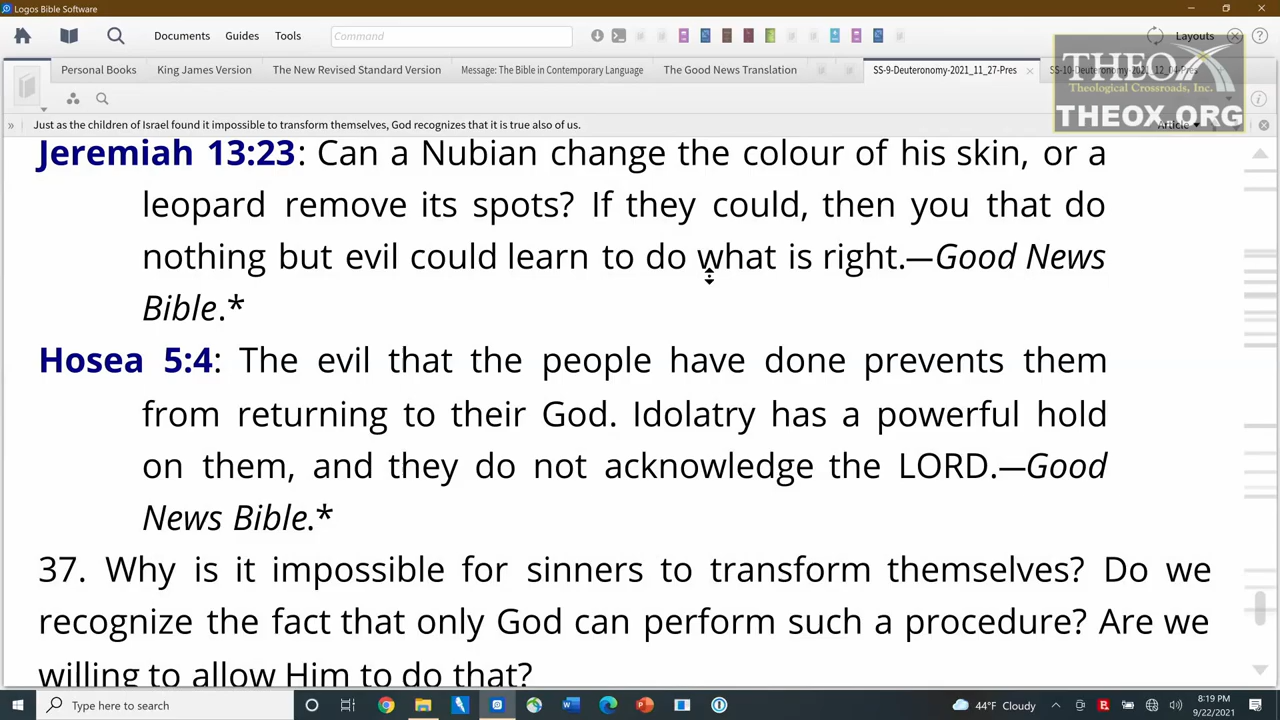 Logos Bible Software
Documents Guides Tools Command Layouts
THEOX
Theological Crossroads, Inc.
THEOX.ORG
Personal Books King James Version The New Revised Standard The Good News Translation SS-9-Deuteronomy-2021_11_27-Pres SS-10-Deuteronomy-2021_12_04-Pres
essage: The Bible in Contemporary Language
Just as the children of Israel found it impossible to transform themselves, God recognizes that it is true also of us. Article
Jeremiah 13:23: Can a Nubian change the colour of his skin, or a
leopard remove its spots? If they could, then you that do
nothing but evil could learn to do what is right.—Good News
Bible.*
Hosea 5:4: The evil that the people have done prevents them
from returning to their God. Idolatry has a powerful hold
on them, and they do not acknowledge the LORD.—Good
News Bible.*
37. Why is it impossible for sinners to transform themselves? Do we
recognize the fact that only God can perform such a procedure? Are we
willing to allow Him to do that?
Type here to search
44°F Cloudy
8:19 PM
9/22/2021